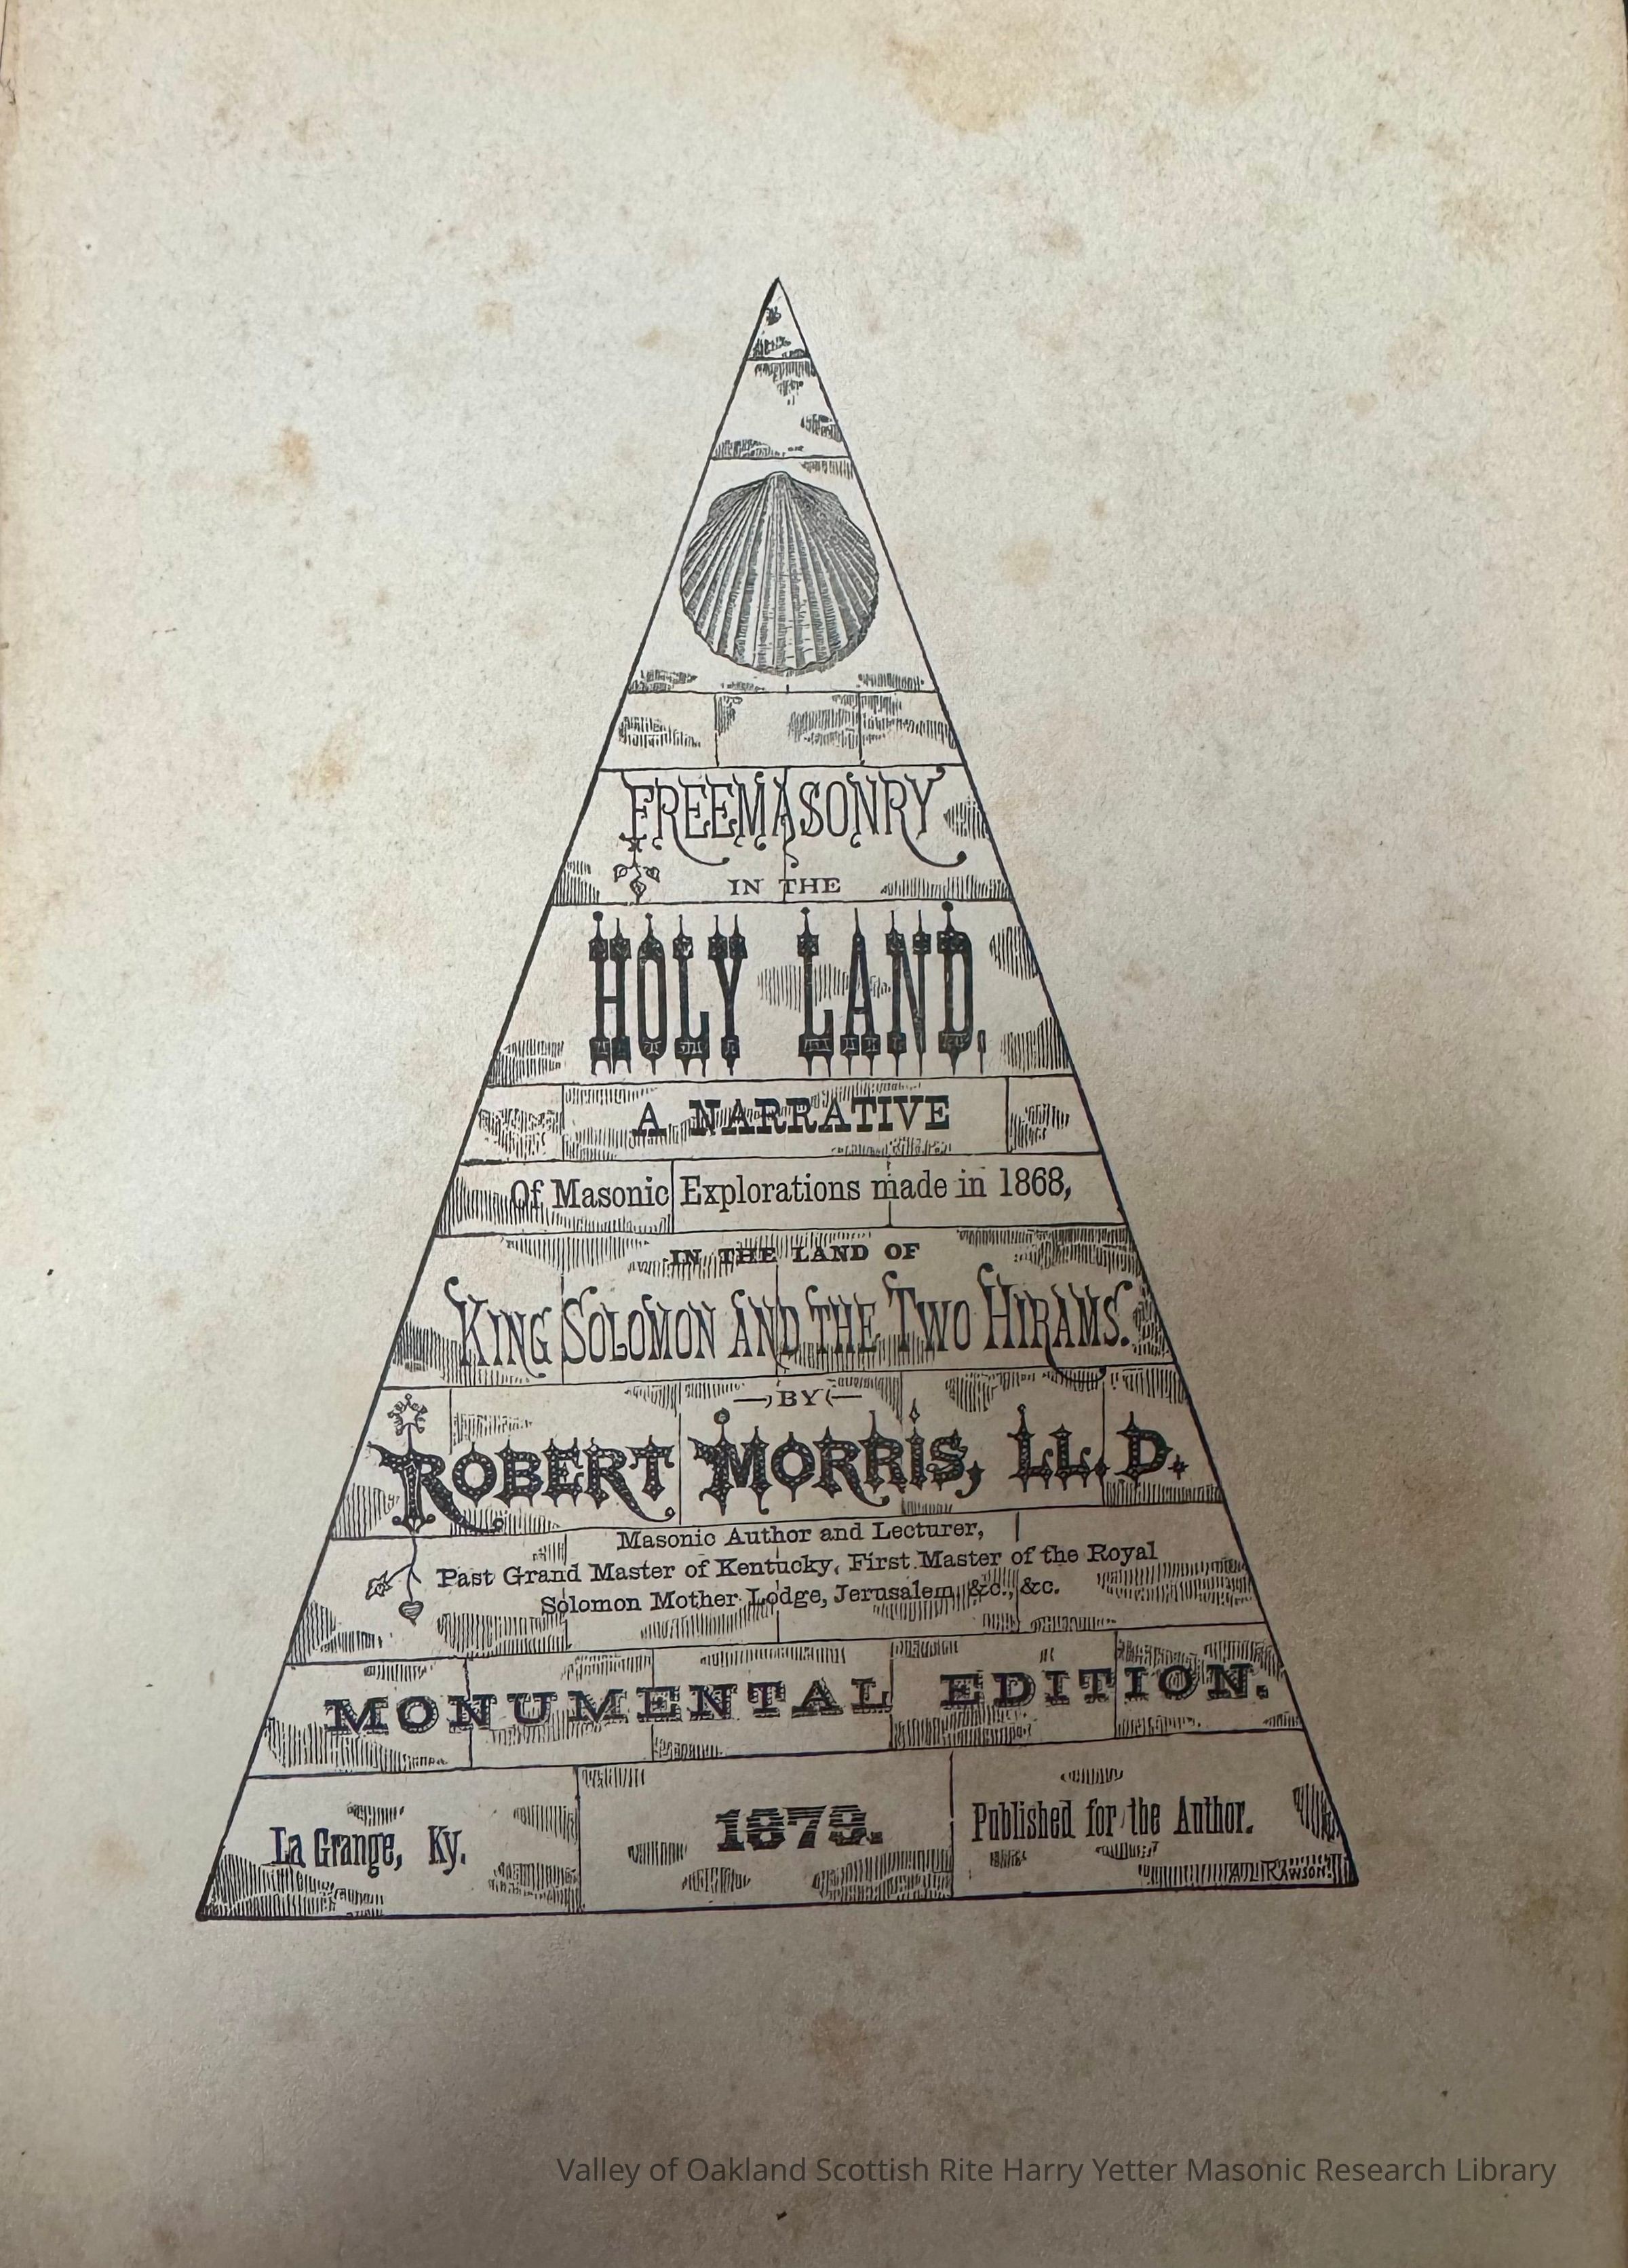 FREEMASONRY
IN THE
HOLY LAND.
A NARRATIVE
Of Masonic Explorations made in 1868,
IN THE LAND OF
KING SOLOMON AND THE TWO HIRAMS.
BY
ROBERT MORRIS, LL. D.
Masonic Author and Lecturer,
Past Grand Master of Kentucky, First Master of the Royal
Solomon Mother Lodge, Jerusalem, &c., &c.
MONUMENTAL EDITION.
La Grange, Ky.
1879.
Published for the Author.
RAWSON
Valley of Oakland Scottish Rite Harry Yetter Masonic Research Library